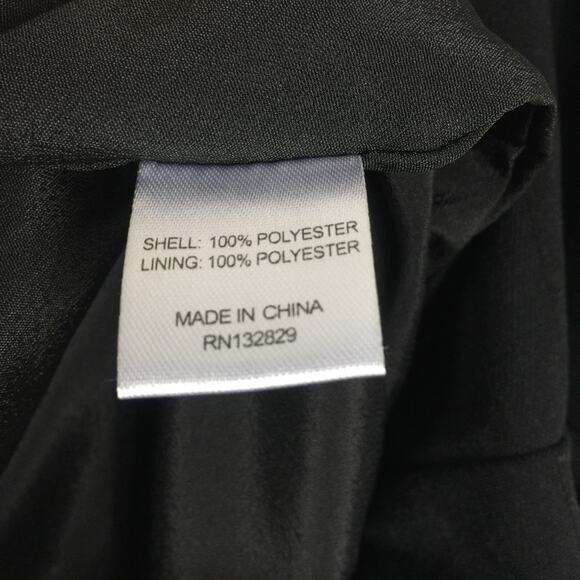 SHELL: 100% POLYESTER
LINING: 100% POLYESTER
MADE IN CHINA
RN132829